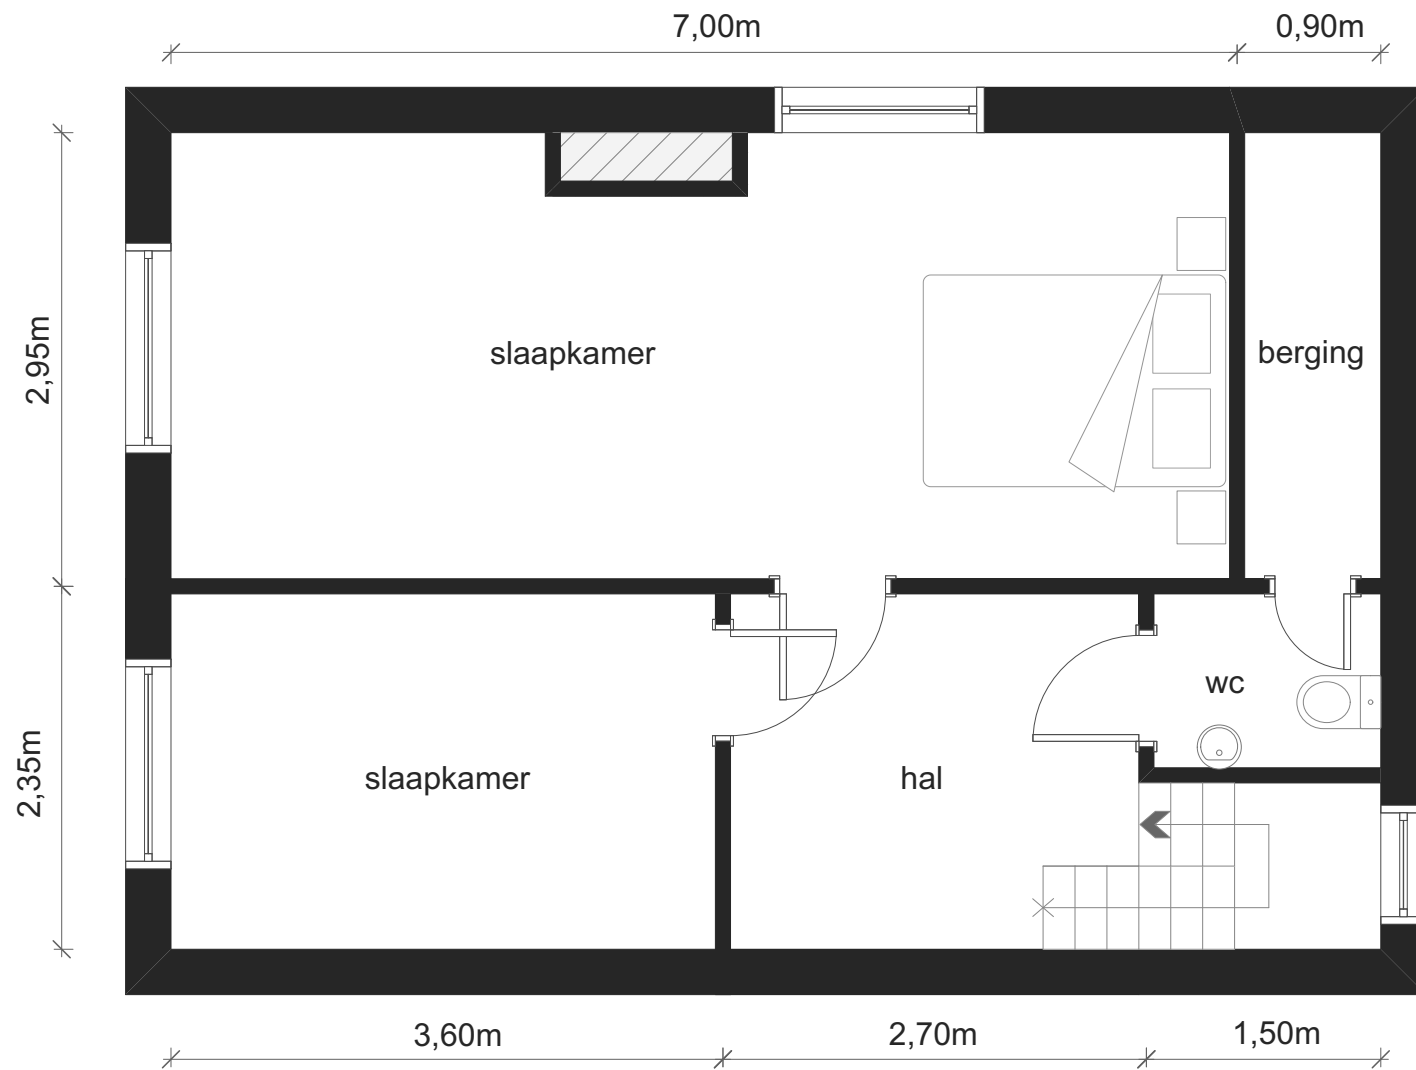 7,00m
0,90m
2,95m
slaapkamer
berging
wc
2,35m
slaapkamer
hal
3,60m
2,70m
1,50m